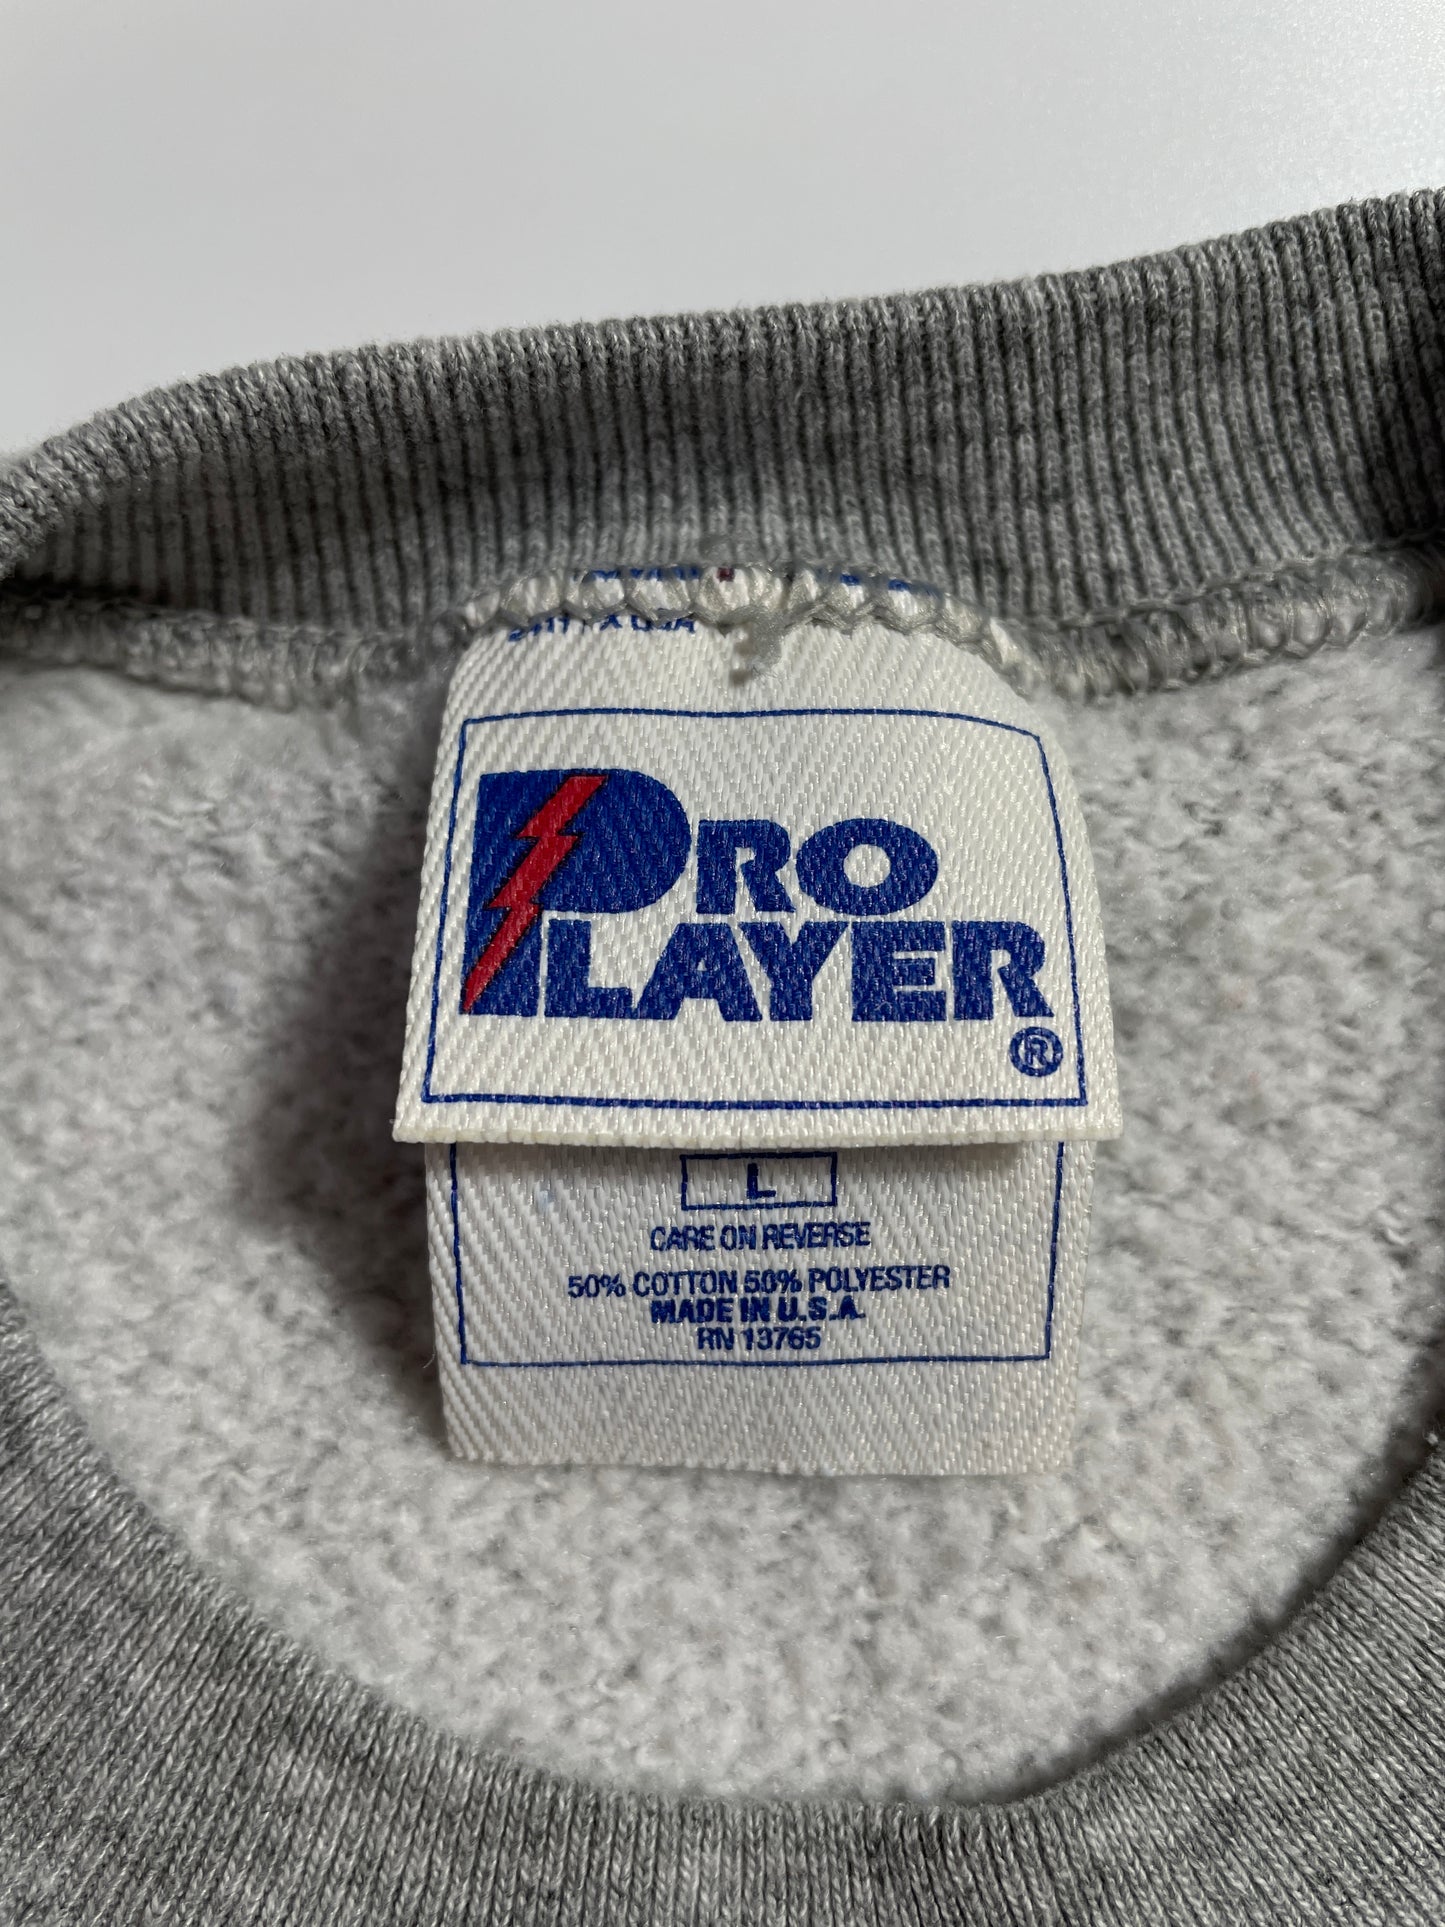 PRO
PLAYER
®
L
CARE ON REVERSE
50% COTTON 50% POLYESTER
MADE IN U.S.A.
RN 13765